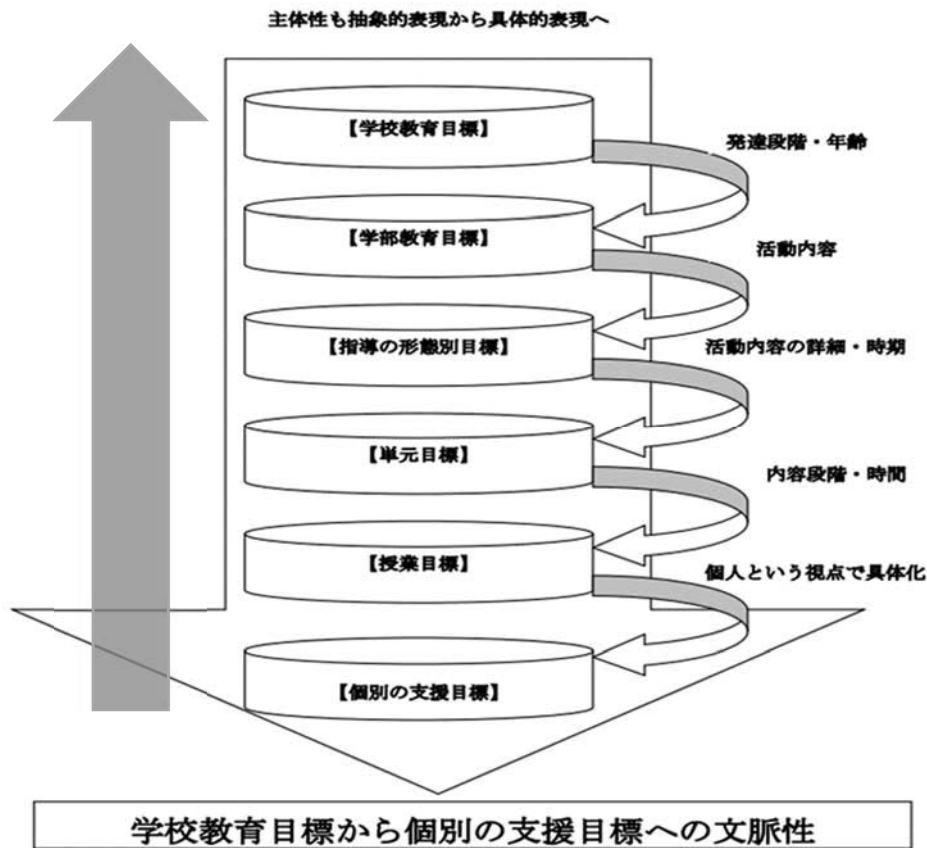 主体性も抽象的表現から具体的表現へ
【学校教育目標】
発達段階・年齢
【学部教育目標】
活動内容
【指導の形態別目標】
活動内容の詳細・時期
【単元目標】
内容段階・時間
【授業目標】
個人という視点で具体化
【個別の支援目標】
学校教育目標から個別の支援目標への文脈性